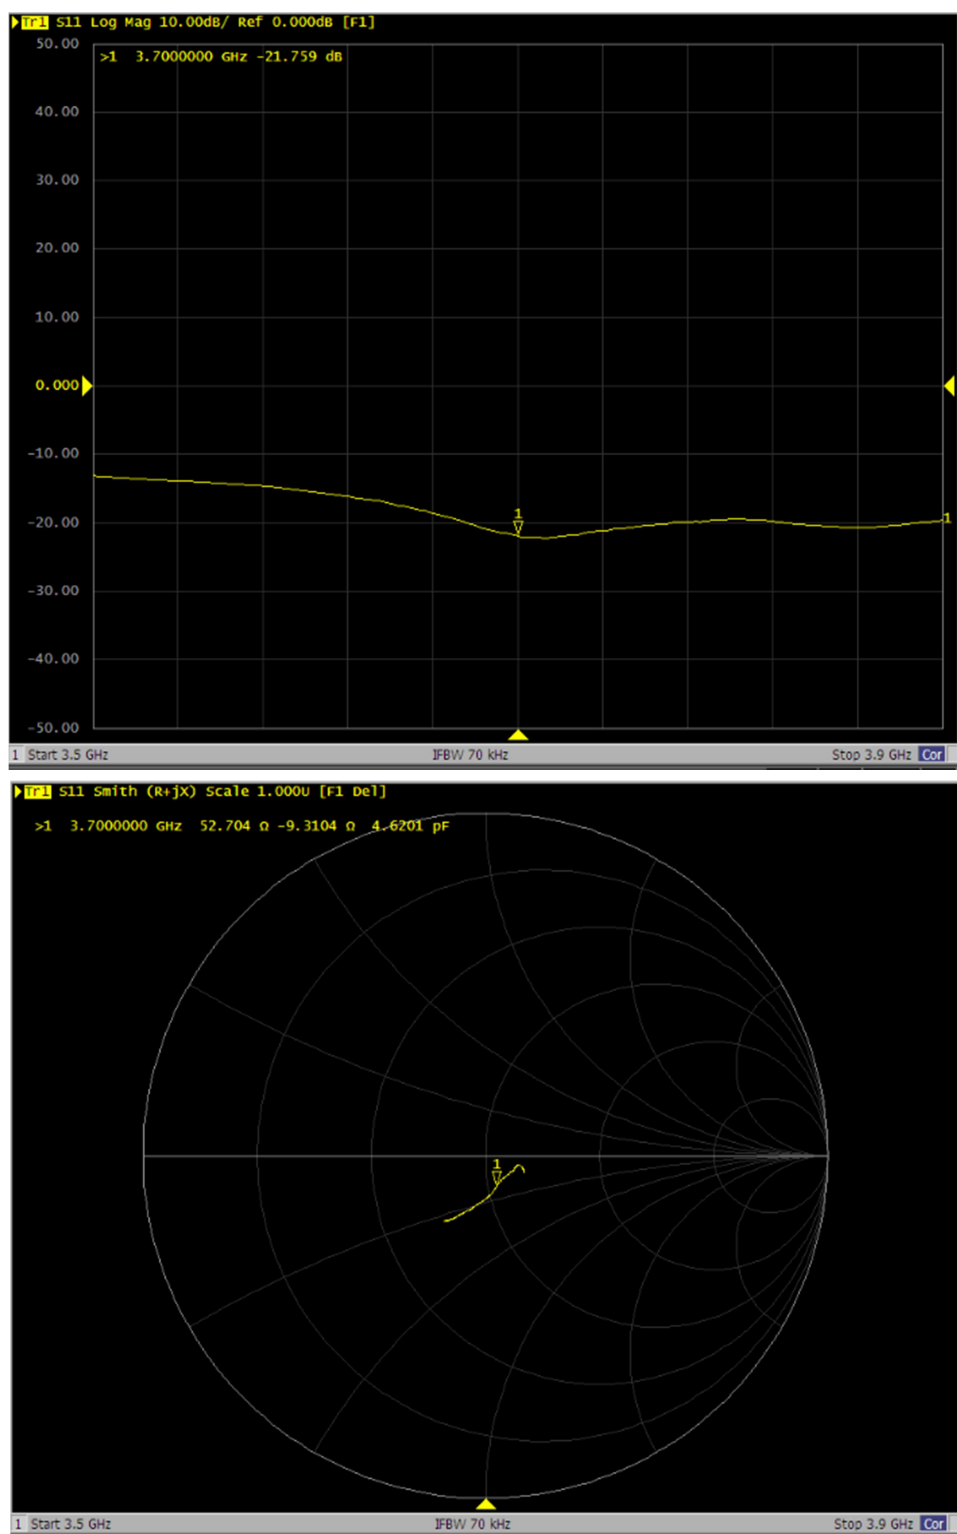 Tr1 S11 Log Mag 10.00dB/ Ref 0.000dB [F1]
50.00
>1 3.7000000 GHz -21.759 dB
40.00
30.00
20.00
10.00
0.000
-10.00
1
-20.00
1
-30.00
-40.00
-50.00
1 Start 3.5 GHz IFBW 70 kHz Stop 3.9 GHz Cor
Tr1 S11 Smith (R+jX) Scale 1.000U [F1 Del]
>1 3.7000000 GHz 52.704 Ω -9.3104 Ω 4.6201 pF
1
1 Start 3.5 GHz IFBW 70 kHz Stop 3.9 GHz Cor